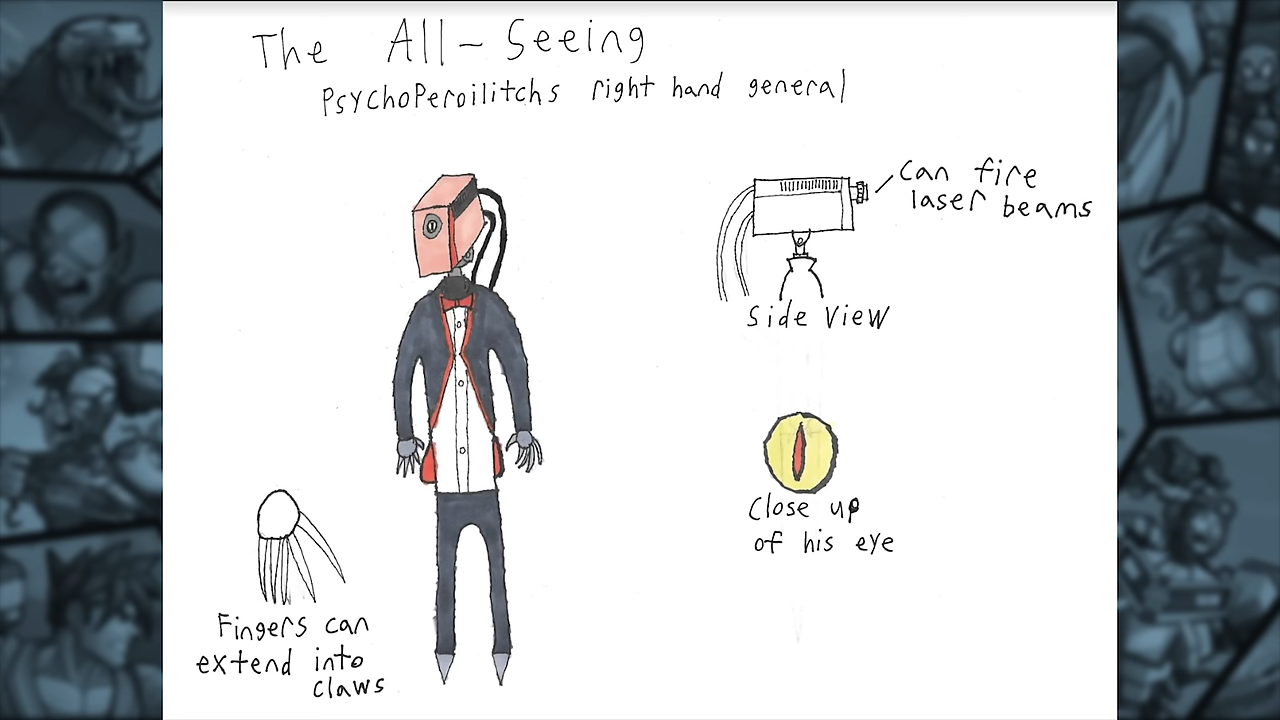 The All-Seeing
PsychoPeroilitchs right hand general
Can fire
laser beams
Side View
Close up
of his eye
Fingers can
extend into
claws